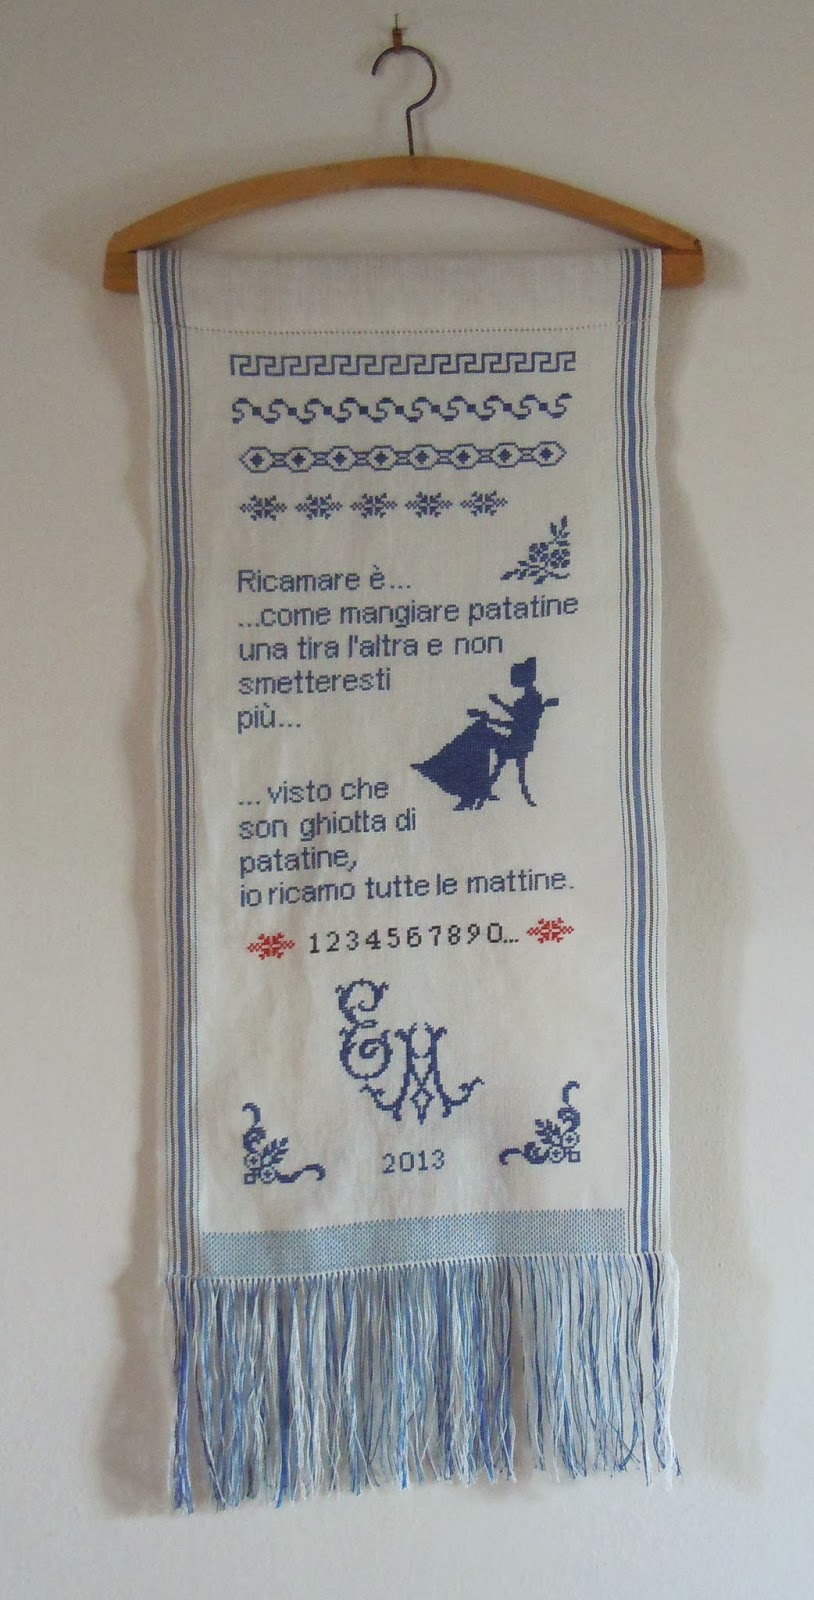 Ricamare è...
...come mangiare patatine
una tira l'altra e non
smetteresti
più...
... visto che
son ghiotta di
patatine,
io ricamo tutte le mattine.
1234567890...
EM
2013